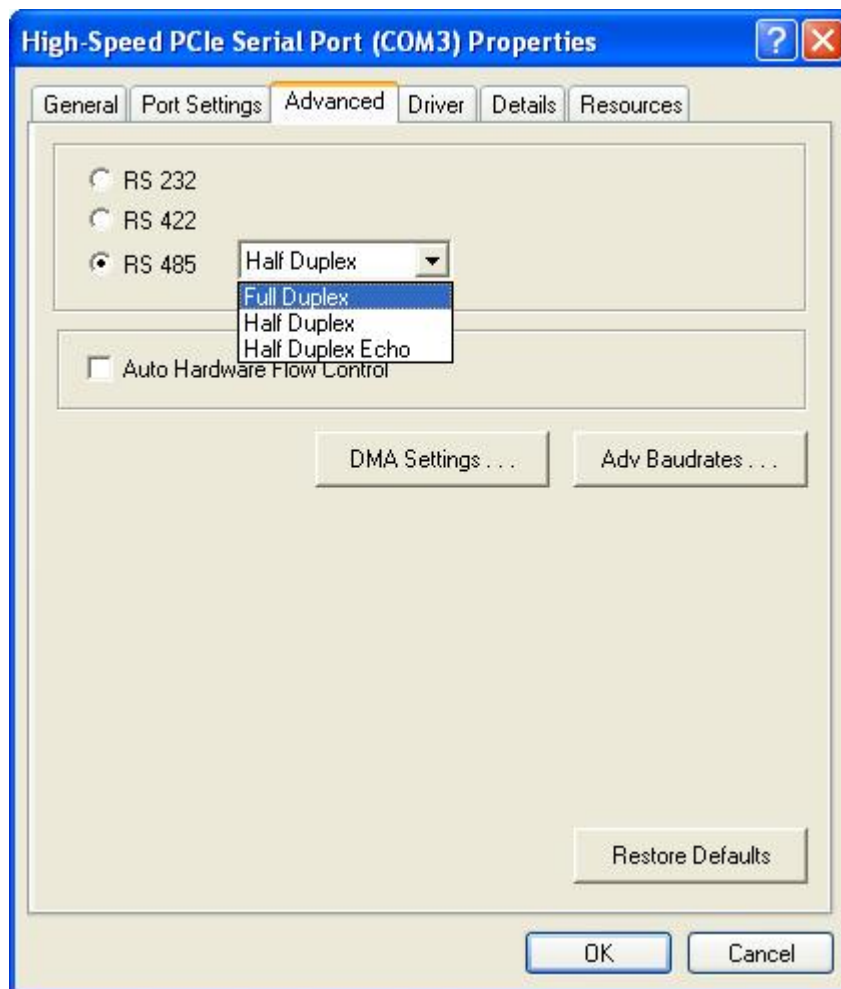 High-Speed PCIe Serial Port (COM3) Properties
General Port Settings Advanced Driver Details Resources
RS 232
RS 422
RS 485 Half Duplex
Full Duplex
Half Duplex
Half Duplex Echo
Auto Hardware Flow Control
DMA Settings . . . Adv Baudrates . . .
Restore Defaults
OK Cancel